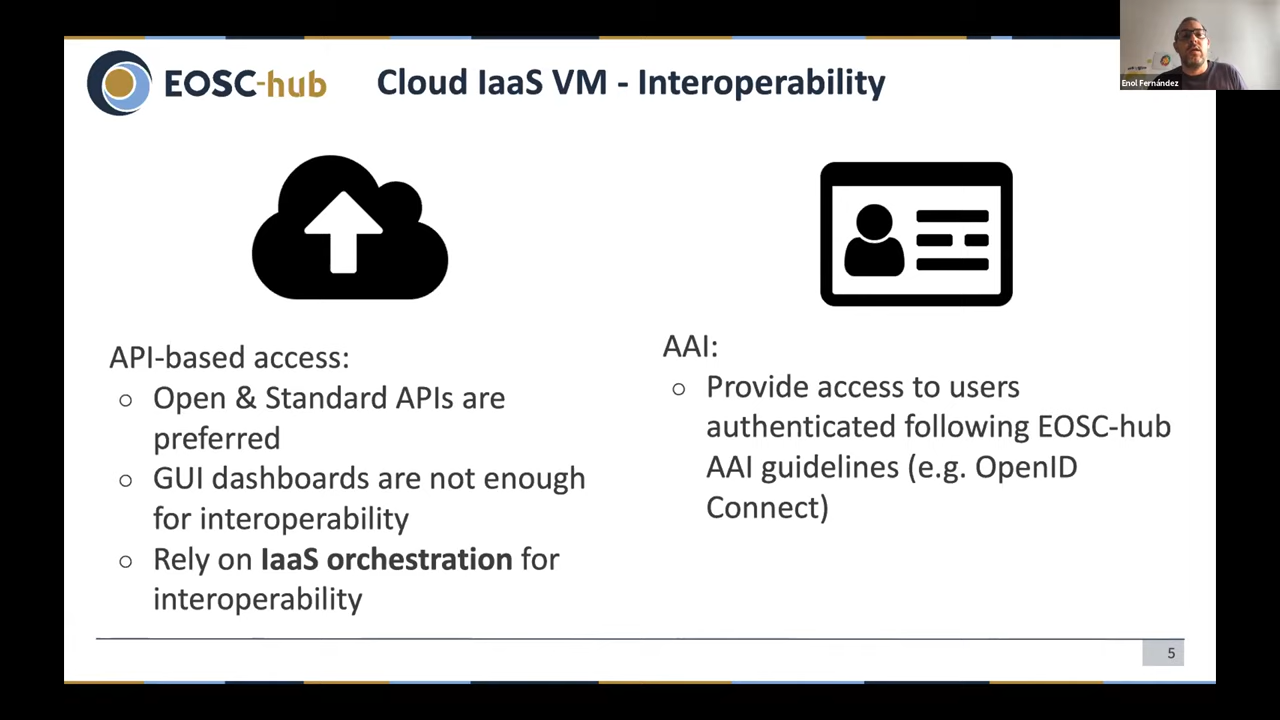 EOSC-hub
Cloud IaaS VM - Interoperability
Enol Fernández
API-based access:
○ Open & Standard APIs are
preferred
○ GUI dashboards are not enough
for interoperability
○ Rely on IaaS orchestration for
interoperability
AAI:
○ Provide access to users
authenticated following EOSC-hub
AAI guidelines (e.g. OpenID
Connect)
5